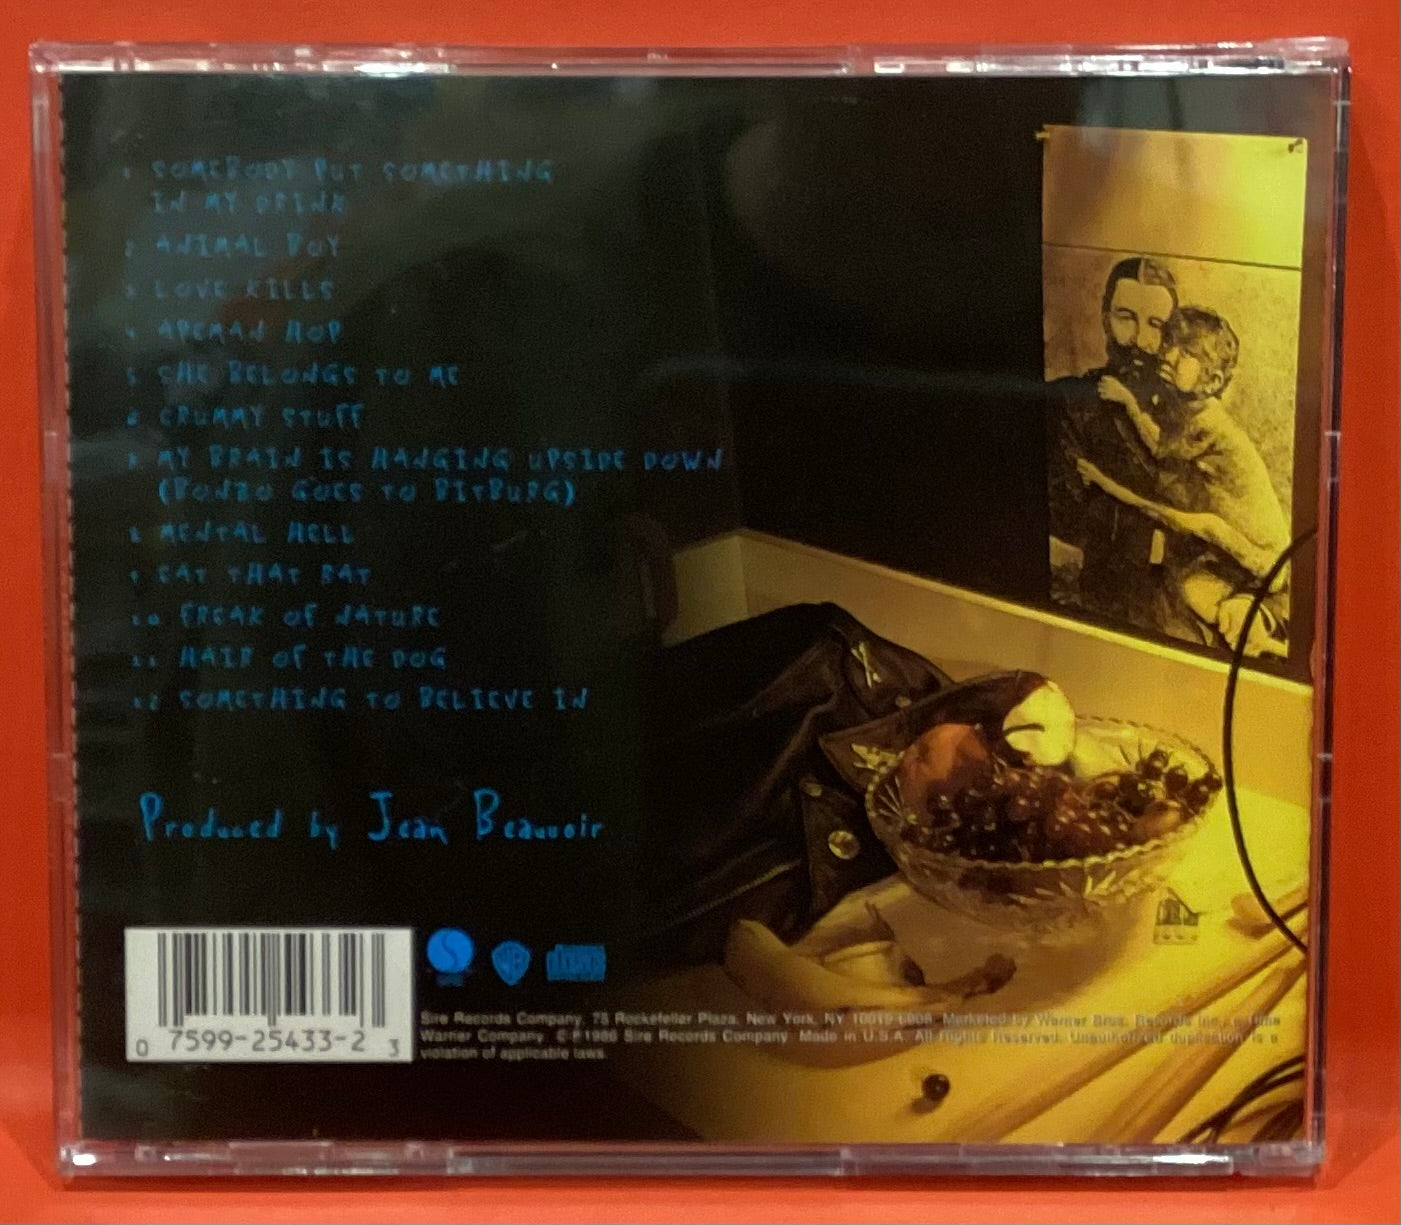 1 SOMEBODY PUT SOMETHING
IN MY DRINK
2 ANIMAL BOY
3 LOVE KILLS
4 APEMAN HOP
5 SHE BELONGS TO ME
6 CRUMMY STUFF
7 MY BRAIN IS HANGING UPSIDE DOWN
(BONZO GOES TO BITBURG)
8 MENTAL HELL
9 EAT THAT RAT
10 FREAK OF NATURE
11 HAIR OF THE DOG
12 SOMETHING TO BELIEVE IN
Produced by Jean Beauvoir
0 7599-25433-2 3
Sire Records Company, 75 Rockefeller Plaza, New York, NY 10019-6908. Marketed by Warner Bros. Records Inc., a Time
Warner Company. ©℗1986 Sire Records Company. Made in U.S.A. All Rights Reserved. Unauthorized duplication is a
violation of applicable laws.